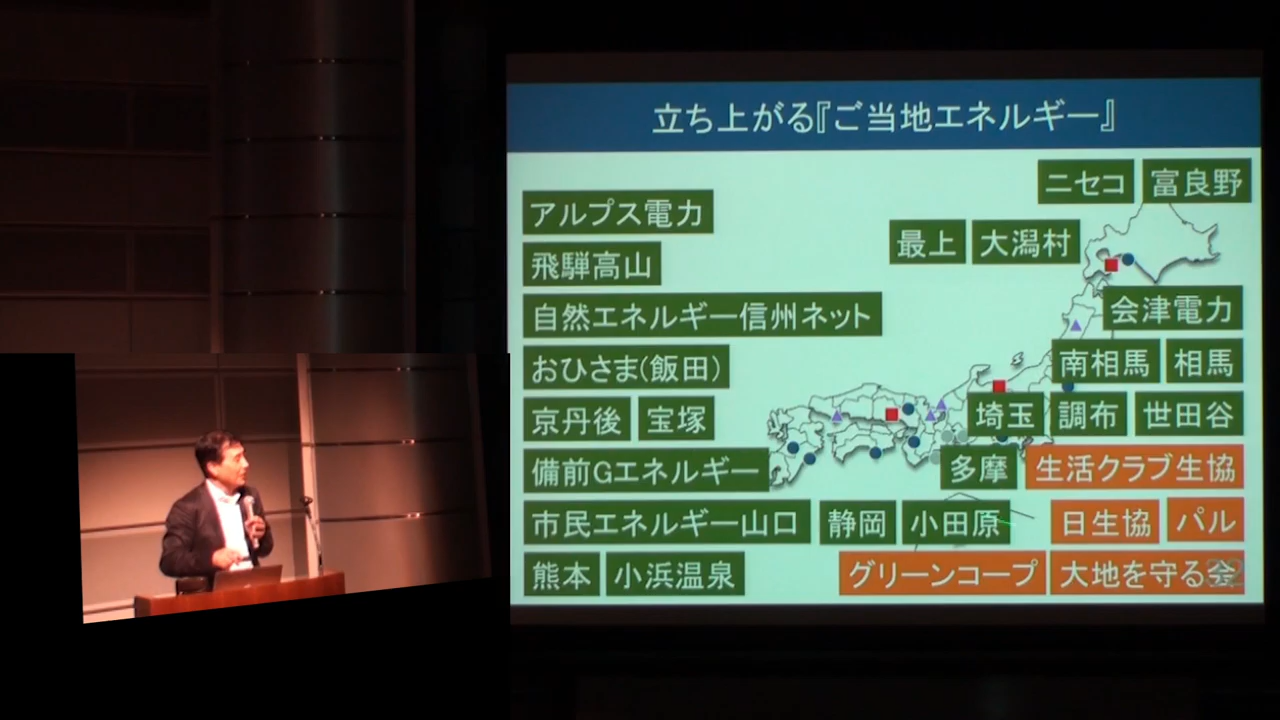 立ち上がる『ご当地エネルギー』
ニセコ 富良野
アルプス電力
最上 大潟村
飛騨高山
自然エネルギー信州ネット
会津電力
おひさま(飯田)
南相馬 相馬
京丹後 宝塚
埼玉 調布 世田谷
備前Gエネルギー
多摩 生活クラブ生協
市民エネルギー山口 静岡 小田原
日生協 パル
熊本 小浜温泉
グリーンコープ 大地を守る会